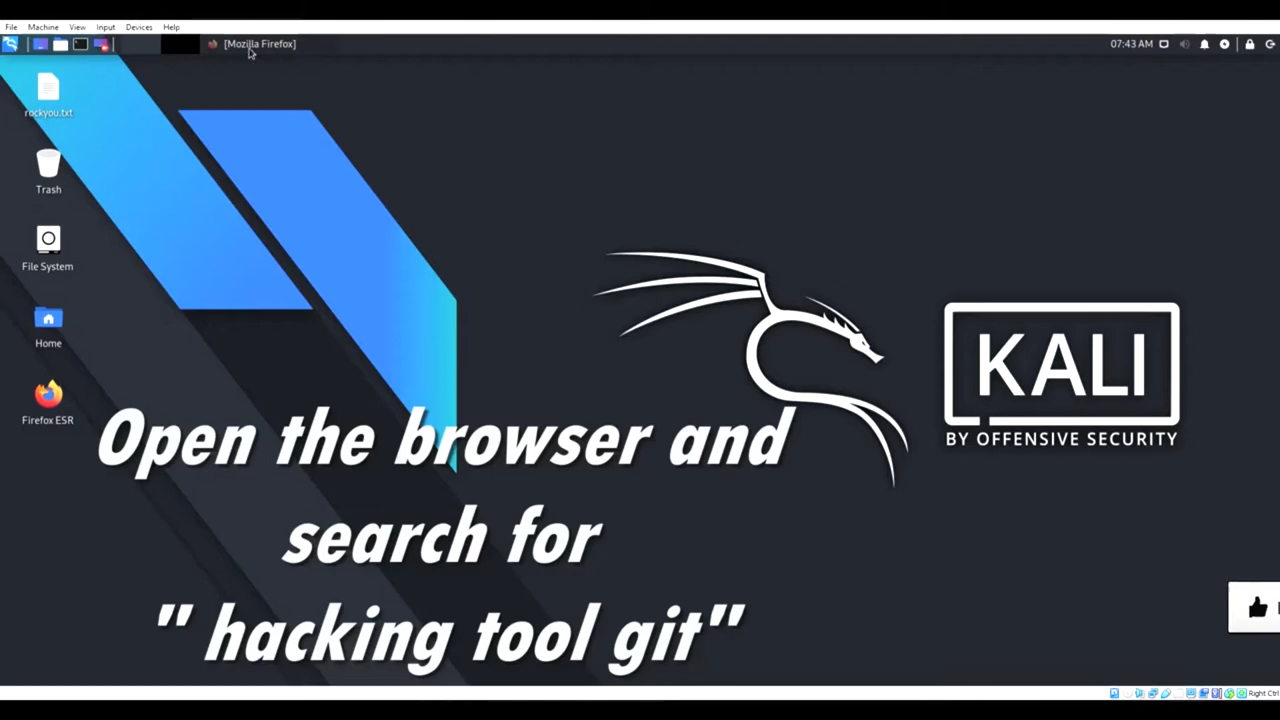 File Machine View Input Devices Help
[Mozilla Firefox]
07:43 AM
rockyou.txt
Trash
File System
Home
Firefox ESR
KALI
BY OFFENSIVE SECURITY
Open the browser and
search for
" hacking tool git"
Right Ctrl